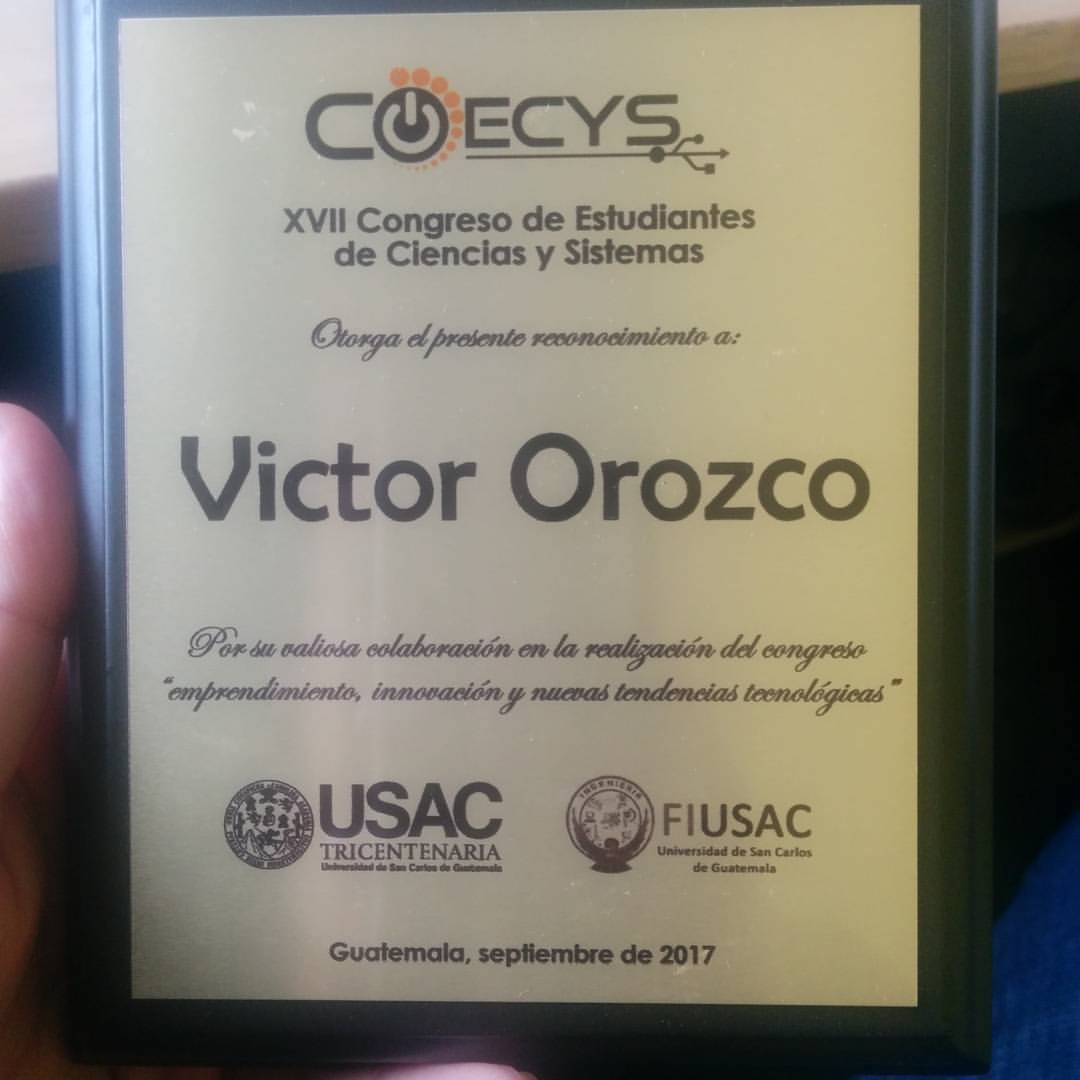 COECYS
XVII Congreso de Estudiantes
de Ciencias y Sistemas
Otorga el presente reconocimiento a:
Victor Orozco
Por su valiosa colaboración en la realización del congreso
"emprendimiento, innovación y nuevas tendencias tecnológicas"
USAC
TRICENTENARIA
Universidad de San Carlos de Guatemala
INGENIERIA
FIUSAC
Universidad de San Carlos
de Guatemala
Guatemala, septiembre de 2017